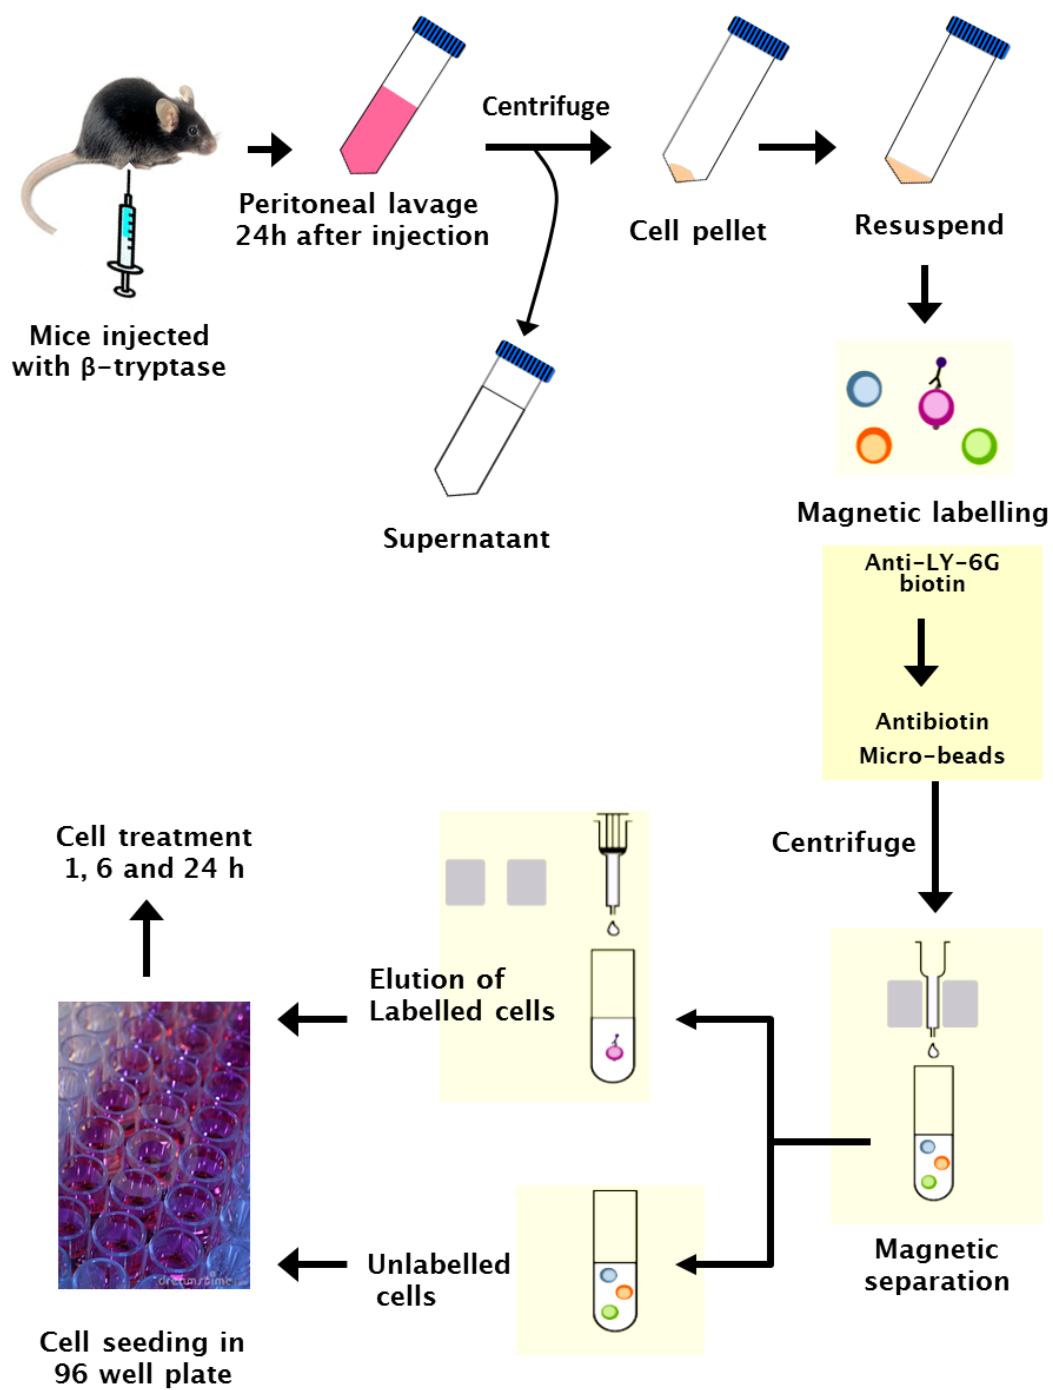 Centrifuge
Peritoneal lavage
24h after injection
Cell pellet
Resuspend
Mice injected
with β-tryptase
Supernatant
Magnetic labelling
Anti-LY-6G
biotin
Antibiotin
Micro-beads
Centrifuge
Cell treatment
1, 6 and 24 h
Elution of
Labelled cells
Magnetic
separation
Unlabelled
cells
dreamstime
Cell seeding in
96 well plate